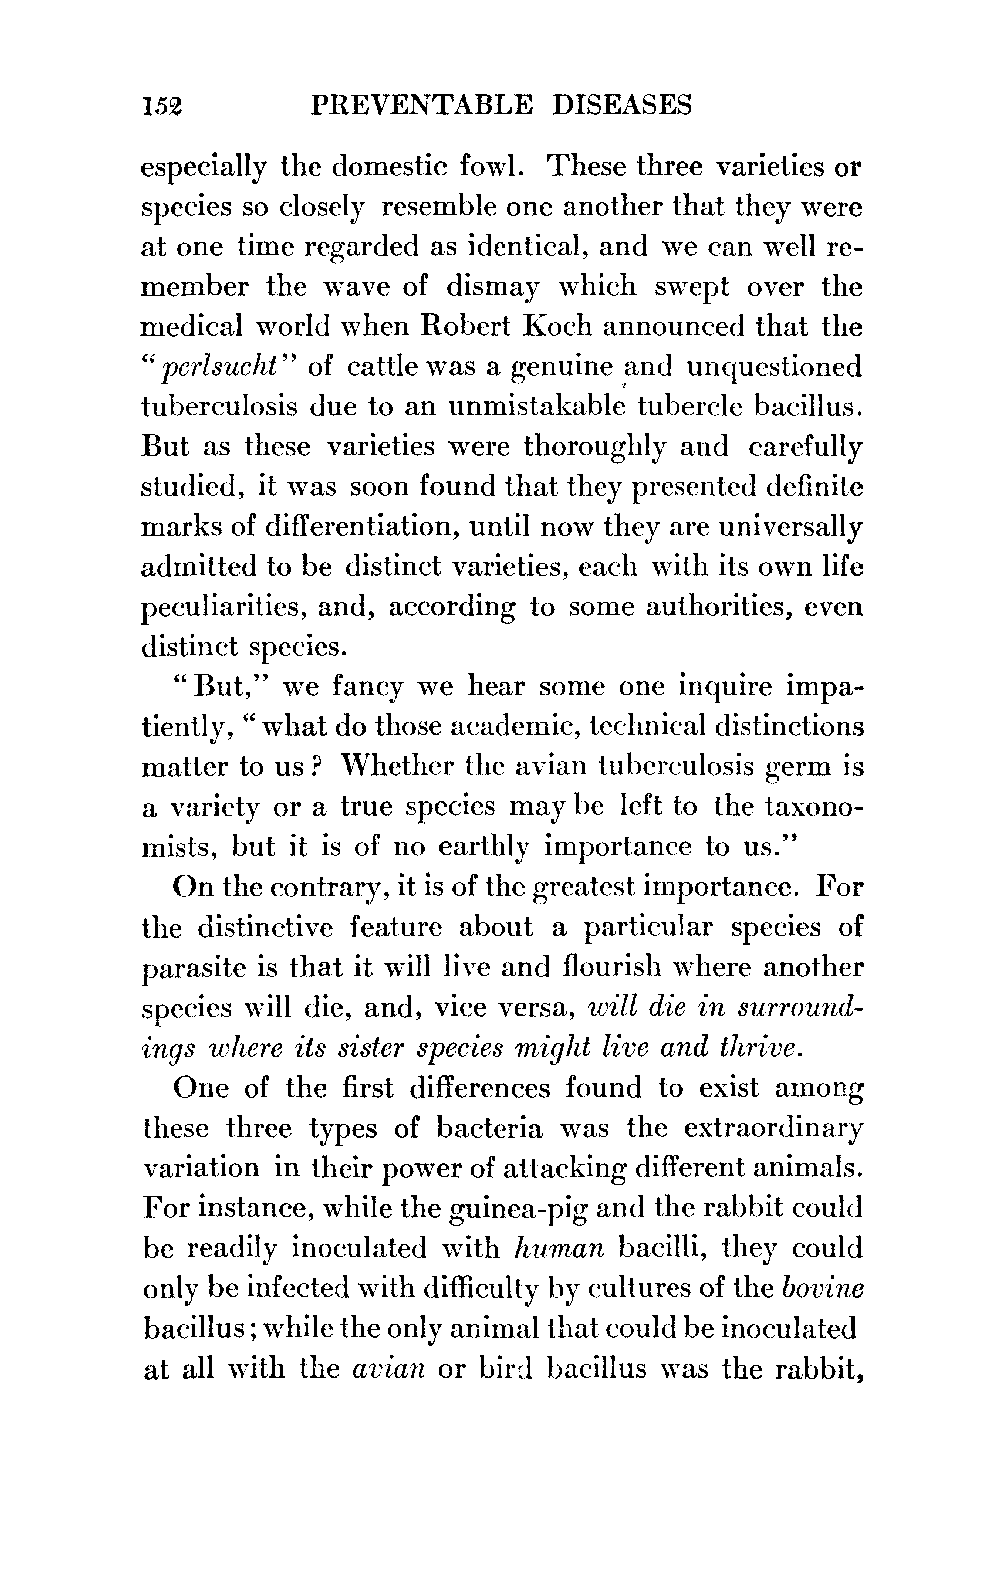 152 PREVENTABLE DISEASES
especially the domestic fowl. These three varieties or
species so closely resemble one another that they were
at one time regarded as identical, and we can well re-
member the wave of dismay which swept over the
medical world when Robert Koch announced that the
“perlsucht” of cattle was a genuine and unquestioned
tuberculosis due to an unmistakable tubercle bacillus.
But as these varieties were thoroughly and carefully
studied, it was soon found that they presented definite
marks of differentiation, until now they are universally
admitted to be distinct varieties, each with its own life
peculiarities, and, according to some authorities, even
distinct species.
“But,” we fancy we hear some one inquire impa-
tiently, “what do those academic, technical distinctions
matter to us? Whether the avian tuberculosis germ is
a variety or a true species may be left to the taxono-
mists, but it is of no earthly importance to us.”
On the contrary, it is of the greatest importance. For
the distinctive feature about a particular species of
parasite is that it will live and flourish where another
species will die, and, vice versa, will die in surround-
ings where its sister species might live and thrive.
One of the first differences found to exist among
these three types of bacteria was the extraordinary
variation in their power of attacking different animals.
For instance, while the guinea-pig and the rabbit could
be readily inoculated with human bacilli, they could
only be infected with difficulty by cultures of the bovine
bacillus; while the only animal that could be inoculated
at all with the avian or bird bacillus was the rabbit,